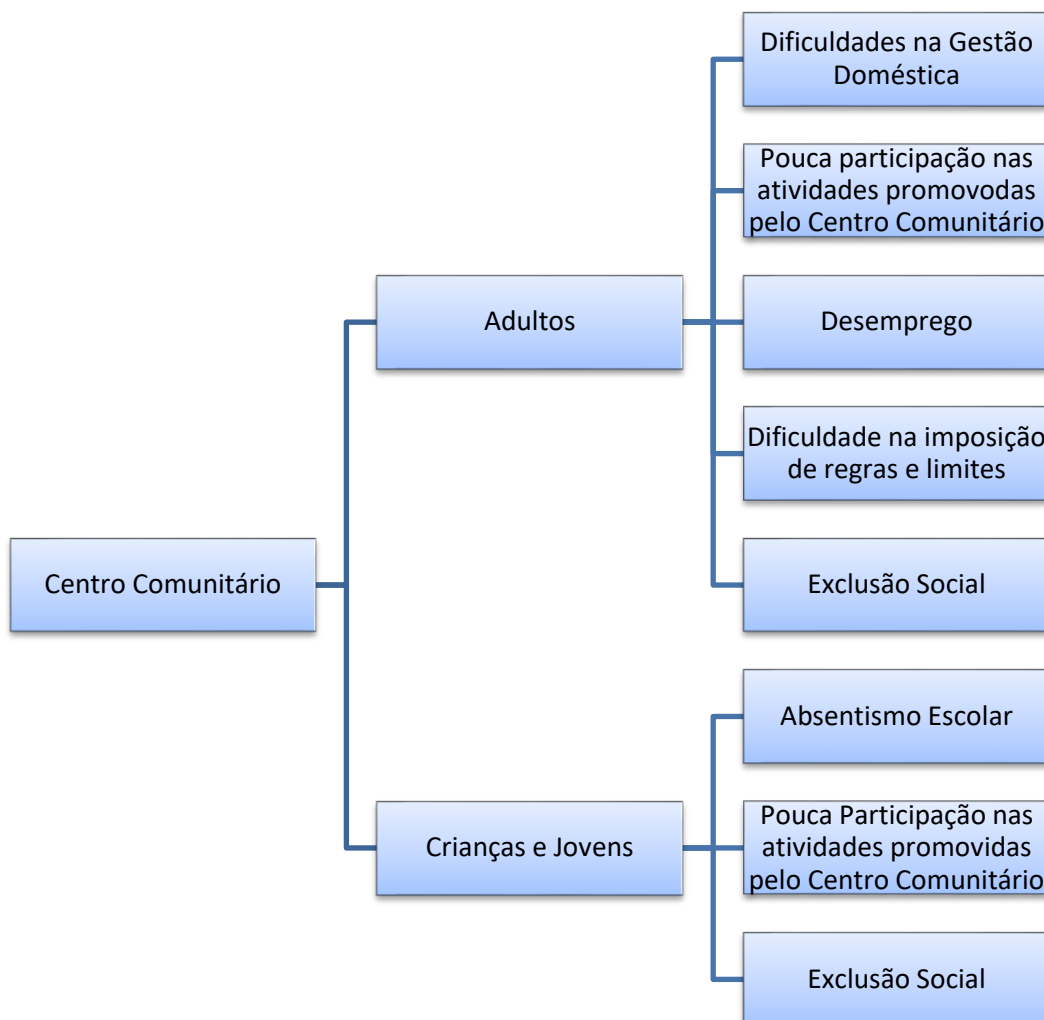 Dificuldades na Gestão
Doméstica
Pouca participação nas
atividades promovodas
pelo Centro Comunitário
Adultos
Desemprego
Dificuldade na imposição
de regras e limites
Centro Comunitário
Exclusão Social
Absentismo Escolar
Crianças e Jovens
Pouca Participação nas
atividades promovidas
pelo Centro Comunitário
Exclusão Social